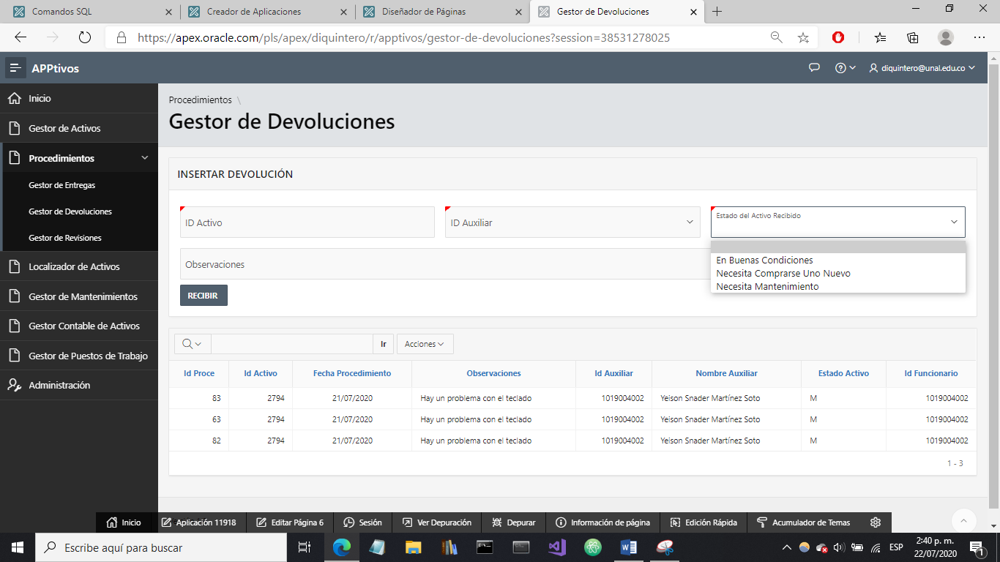 Comandos SQL
Creador de Aplicaciones
Diseñador de Páginas
Gestor de Devoluciones
https://apex.oracle.com/pls/apex/diquintero/r/apptivos/gestor-de-devoluciones?session=38531278025
APPtivos
diquintero@unal.edu.co
Inicio
Gestor de Activos
Procedimientos
Gestor de Entregas
Gestor de Devoluciones
Gestor de Revisiones
Localizador de Activos
Gestor de Mantenimientos
Gestor Contable de Activos
Gestor de Puestos de Trabajo
Administración
Procedimientos \
Gestor de Devoluciones
INSERTAR DEVOLUCIÓN
ID Activo
ID Auxiliar
Estado del Activo Recibido
En Buenas Condiciones
Necesita Comprarse Uno Nuevo
Necesita Mantenimiento
Observaciones
RECIBIR
Ir
Acciones
Id Proce Id Activo Fecha Procedimiento Observaciones Id Auxiliar Nombre Auxiliar Estado Activo Id Funcionario
83 2794 21/07/2020 Hay un problema con el teclado 1019004002 Yeison Snader Martínez Soto M 1019004002
63 2794 21/07/2020 Hay un problema con el teclado 1019004002 Yeison Snader Martínez Soto M 1019004002
82 2794 21/07/2020 Hay un problema con el teclado 1019004002 Yeison Snader Martínez Soto M 1019004002
1 - 3
Inicio
Aplicación 11918
Editar Página 6
Sesión
Ver Depuración
Depurar
Información de página
Edición Rápida
Acumulador de Temas
Escribe aquí para buscar
ESP
2:40 p. m.
22/07/2020
1